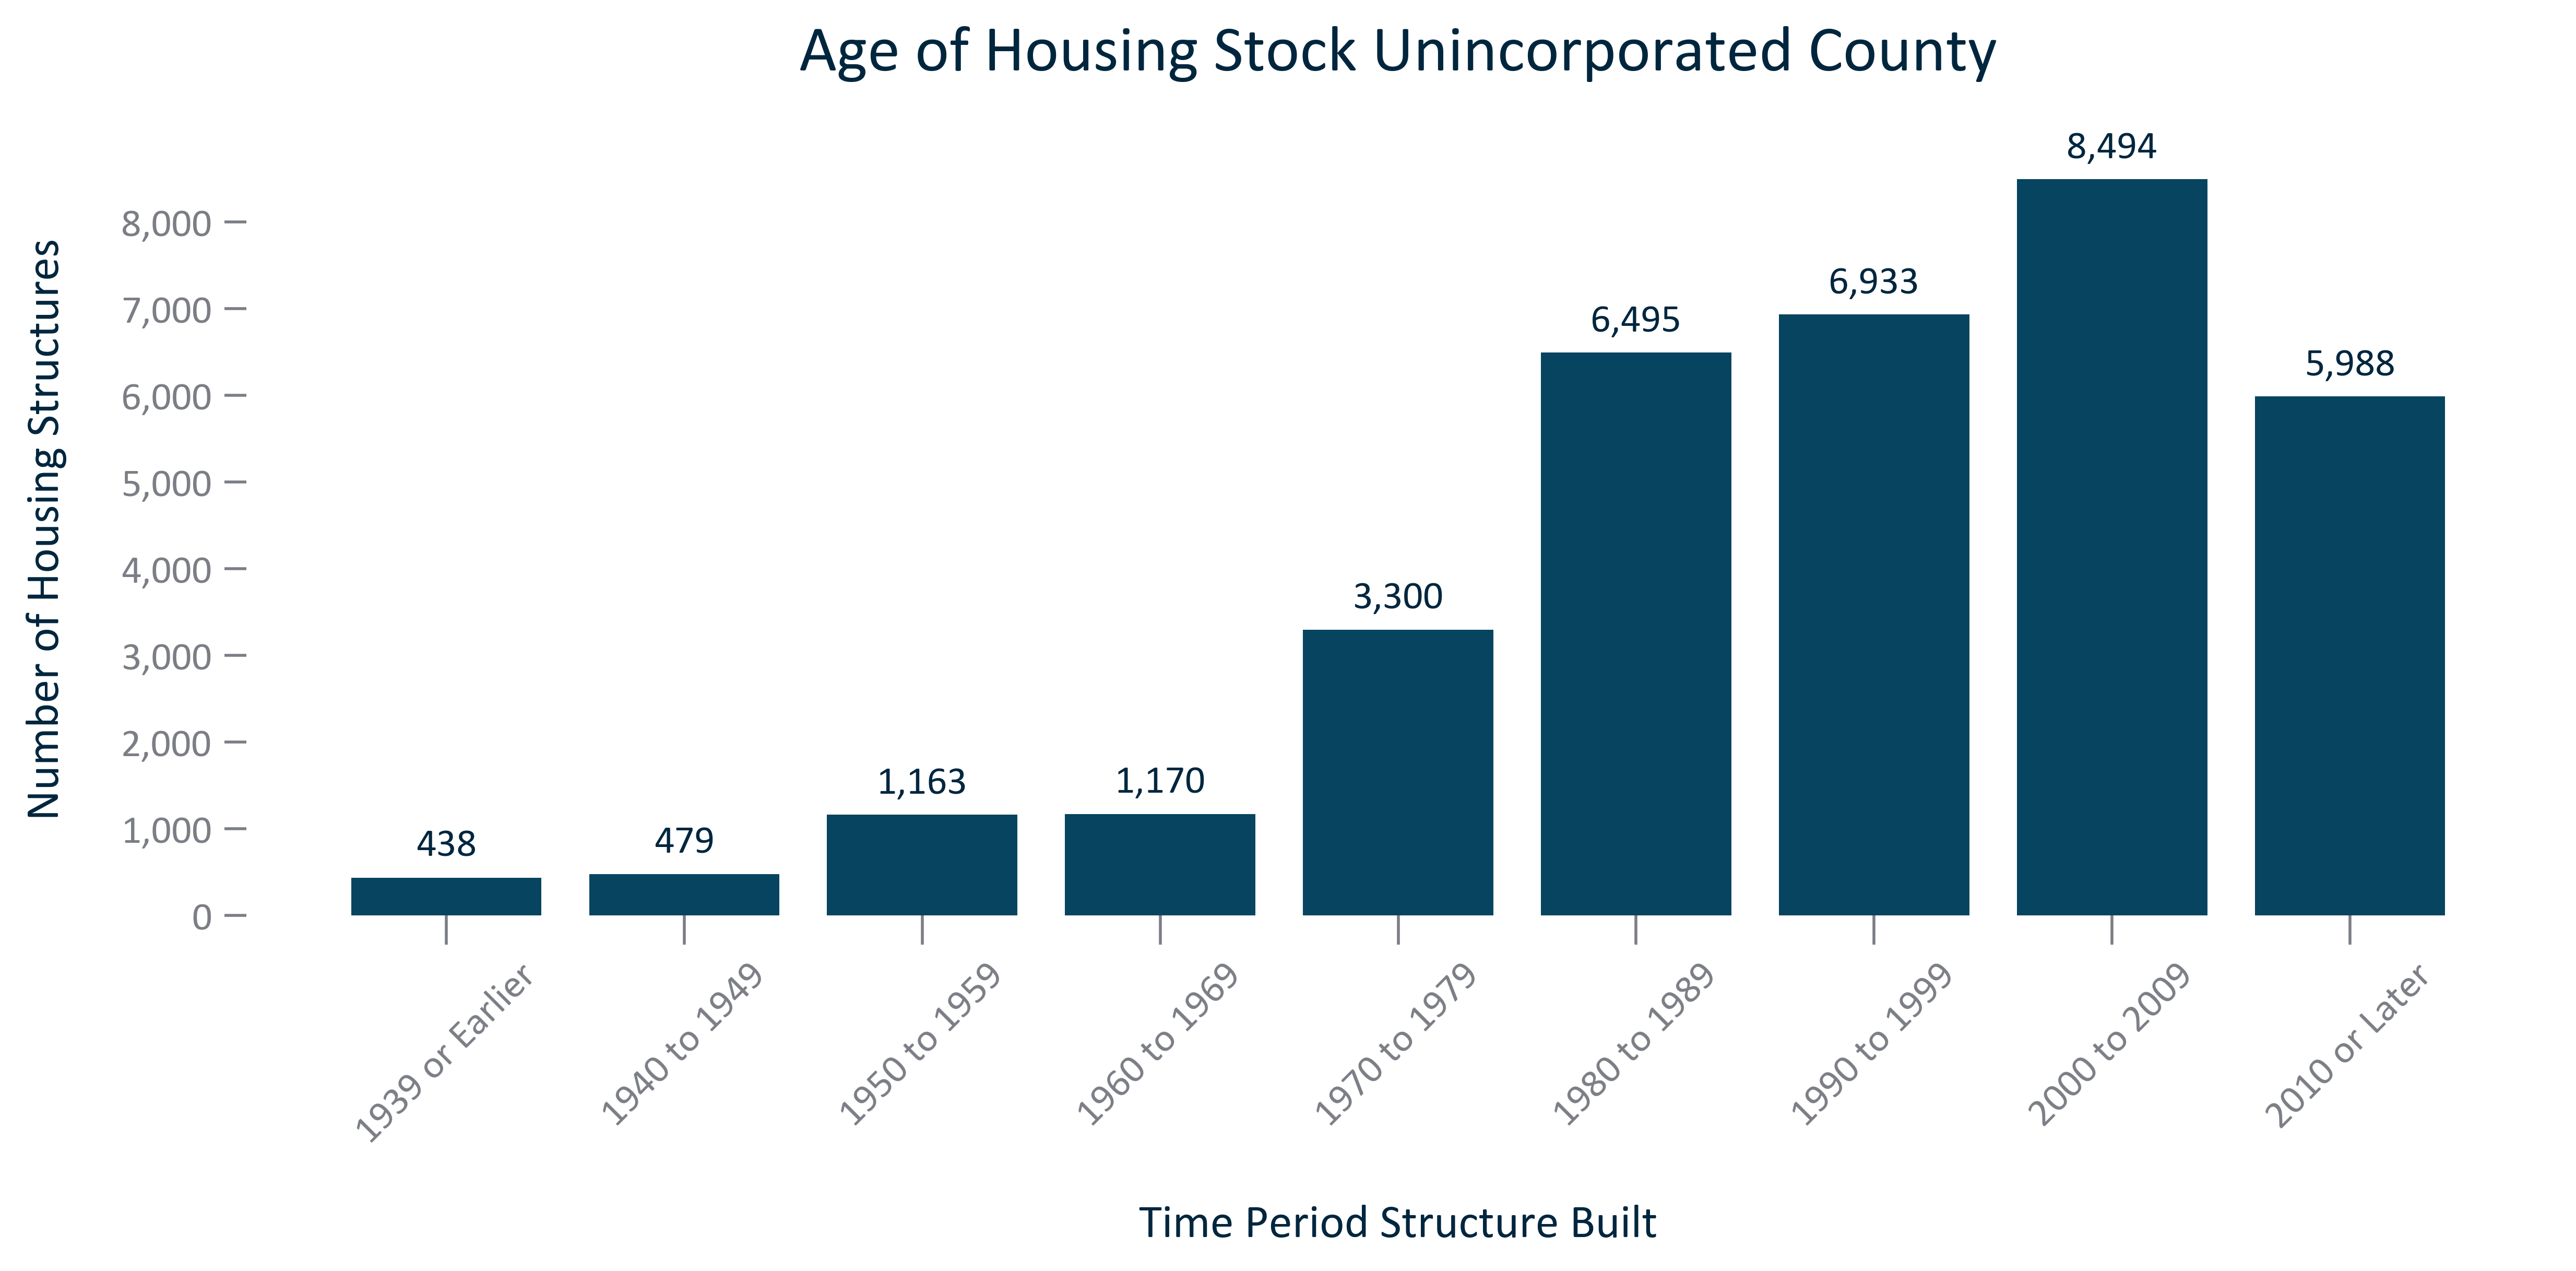 Age of Housing Stock Unincorporated County
Number of Housing Structures
8,000
7,000
6,000
5,000
4,000
3,000
2,000
1,000
0
438
479
1,163
1,170
3,300
6,495
6,933
8,494
5,988
1939 or Earlier
1940 to 1949
1950 to 1959
1960 to 1969
1970 to 1979
1980 to 1989
1990 to 1999
2000 to 2009
2010 or Later
Time Period Structure Built